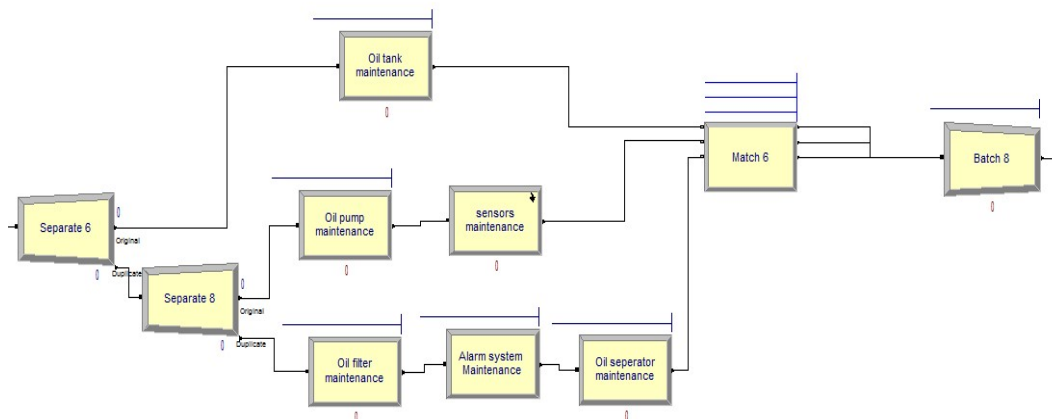 Oil tank
maintenance
Match 6
Batch 8
Separate 6
0
Original
0
Duplicate
Oil pump
maintenance
0
sensors
maintenance
0
Separate 8
0
Original
0
Duplicate
Oil filter
maintenance
0
Alarm system
Maintenance
Oil seperator
maintenance
0
0
0